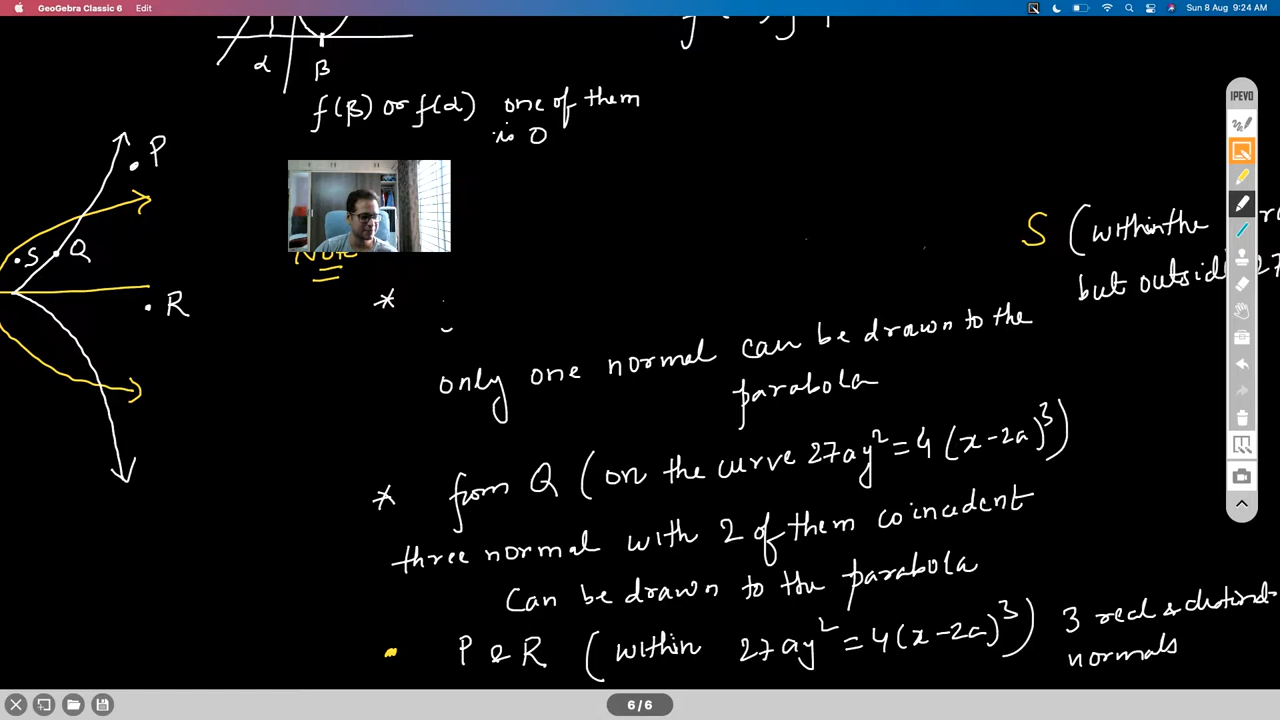 GeoGebra Classic 6 Edit
Sun 8 Aug 9:24 AM
IPEVO
α
β
f(β) or f(α) one of them
is 0
P
S
Q
R
Note
S (within the
but outside 27
*
only one normal can be drawn to the
parabola
* from Q (on the curve 27ay²=4(x-2a)³)
three normal with 2 of them coincedent
Can be drawn to the parabola
P & R (within 27ay²=4(x-2a)³) 3 real & distinct
normals
6 / 6